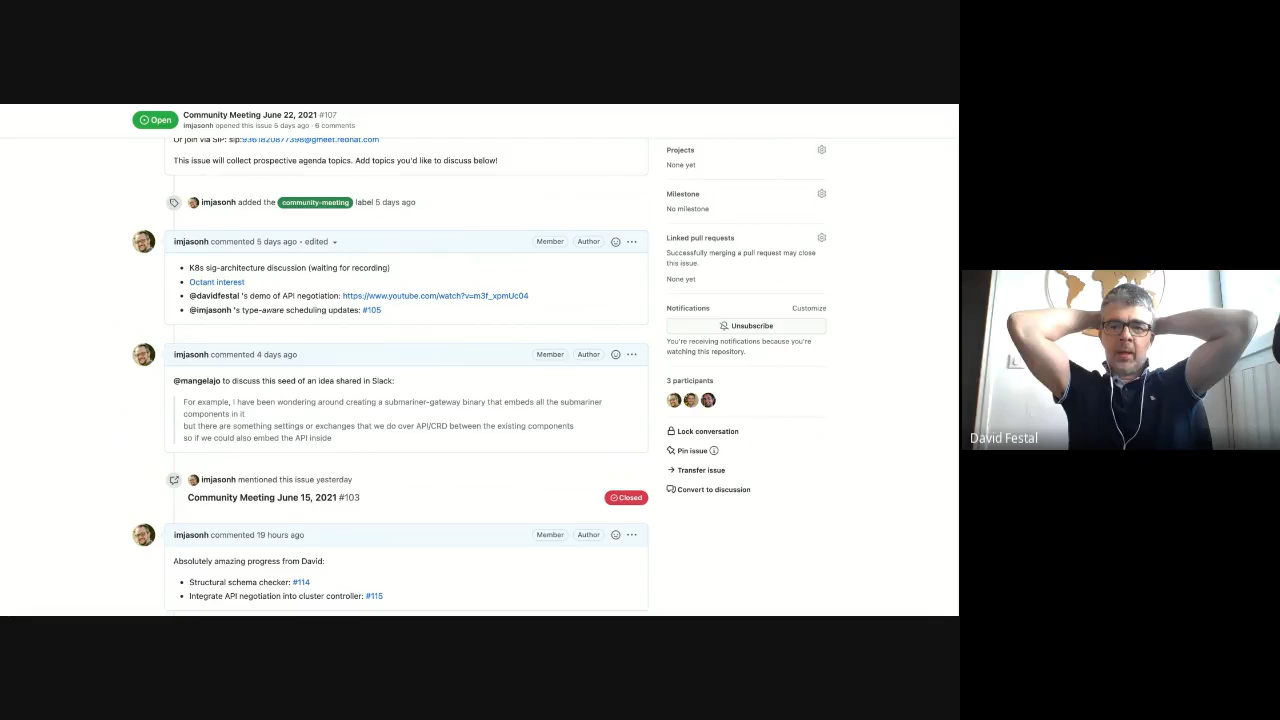 Open
Community Meeting June 22, 2021 #107
imjasonh opened this issue 5 days ago · 6 comments
Or join via SIP: sip:9361820877398@gmeet.redhat.com
This issue will collect prospective agenda topics. Add topics you'd like to discuss below!
imjasonh added the community-meeting label 5 days ago
imjasonh commented 5 days ago • edited
Member
Author
• K8s sig-architecture discussion (waiting for recording)
• Octant interest
• @davidfestal 's demo of API negotiation: https://www.youtube.com/watch?v=m3f_xpmUc04
• @imjasonh 's type-aware scheduling updates: #105
imjasonh commented 4 days ago
Member
Author
@mangelajo to discuss this seed of an idea shared in Slack:
For example, I have been wondering around creating a submariner-gateway binary that embeds all the submariner
components in it
but there are something settings or exchanges that we do over API/CRD between the existing components
so if we could also embed the API inside
imjasonh mentioned this issue yesterday
Community Meeting June 15, 2021 #103
Closed
imjasonh commented 19 hours ago
Member
Author
Absolutely amazing progress from David:
• Structural schema checker: #114
• Integrate API negotiation into cluster controller: #115
Projects
None yet
Milestone
No milestone
Linked pull requests
Successfully merging a pull request may close
this issue.
None yet
Notifications
Customize
Unsubscribe
You're receiving notifications because you're
watching this repository.
3 participants
Lock conversation
Pin issue
Transfer issue
Convert to discussion
David Festal